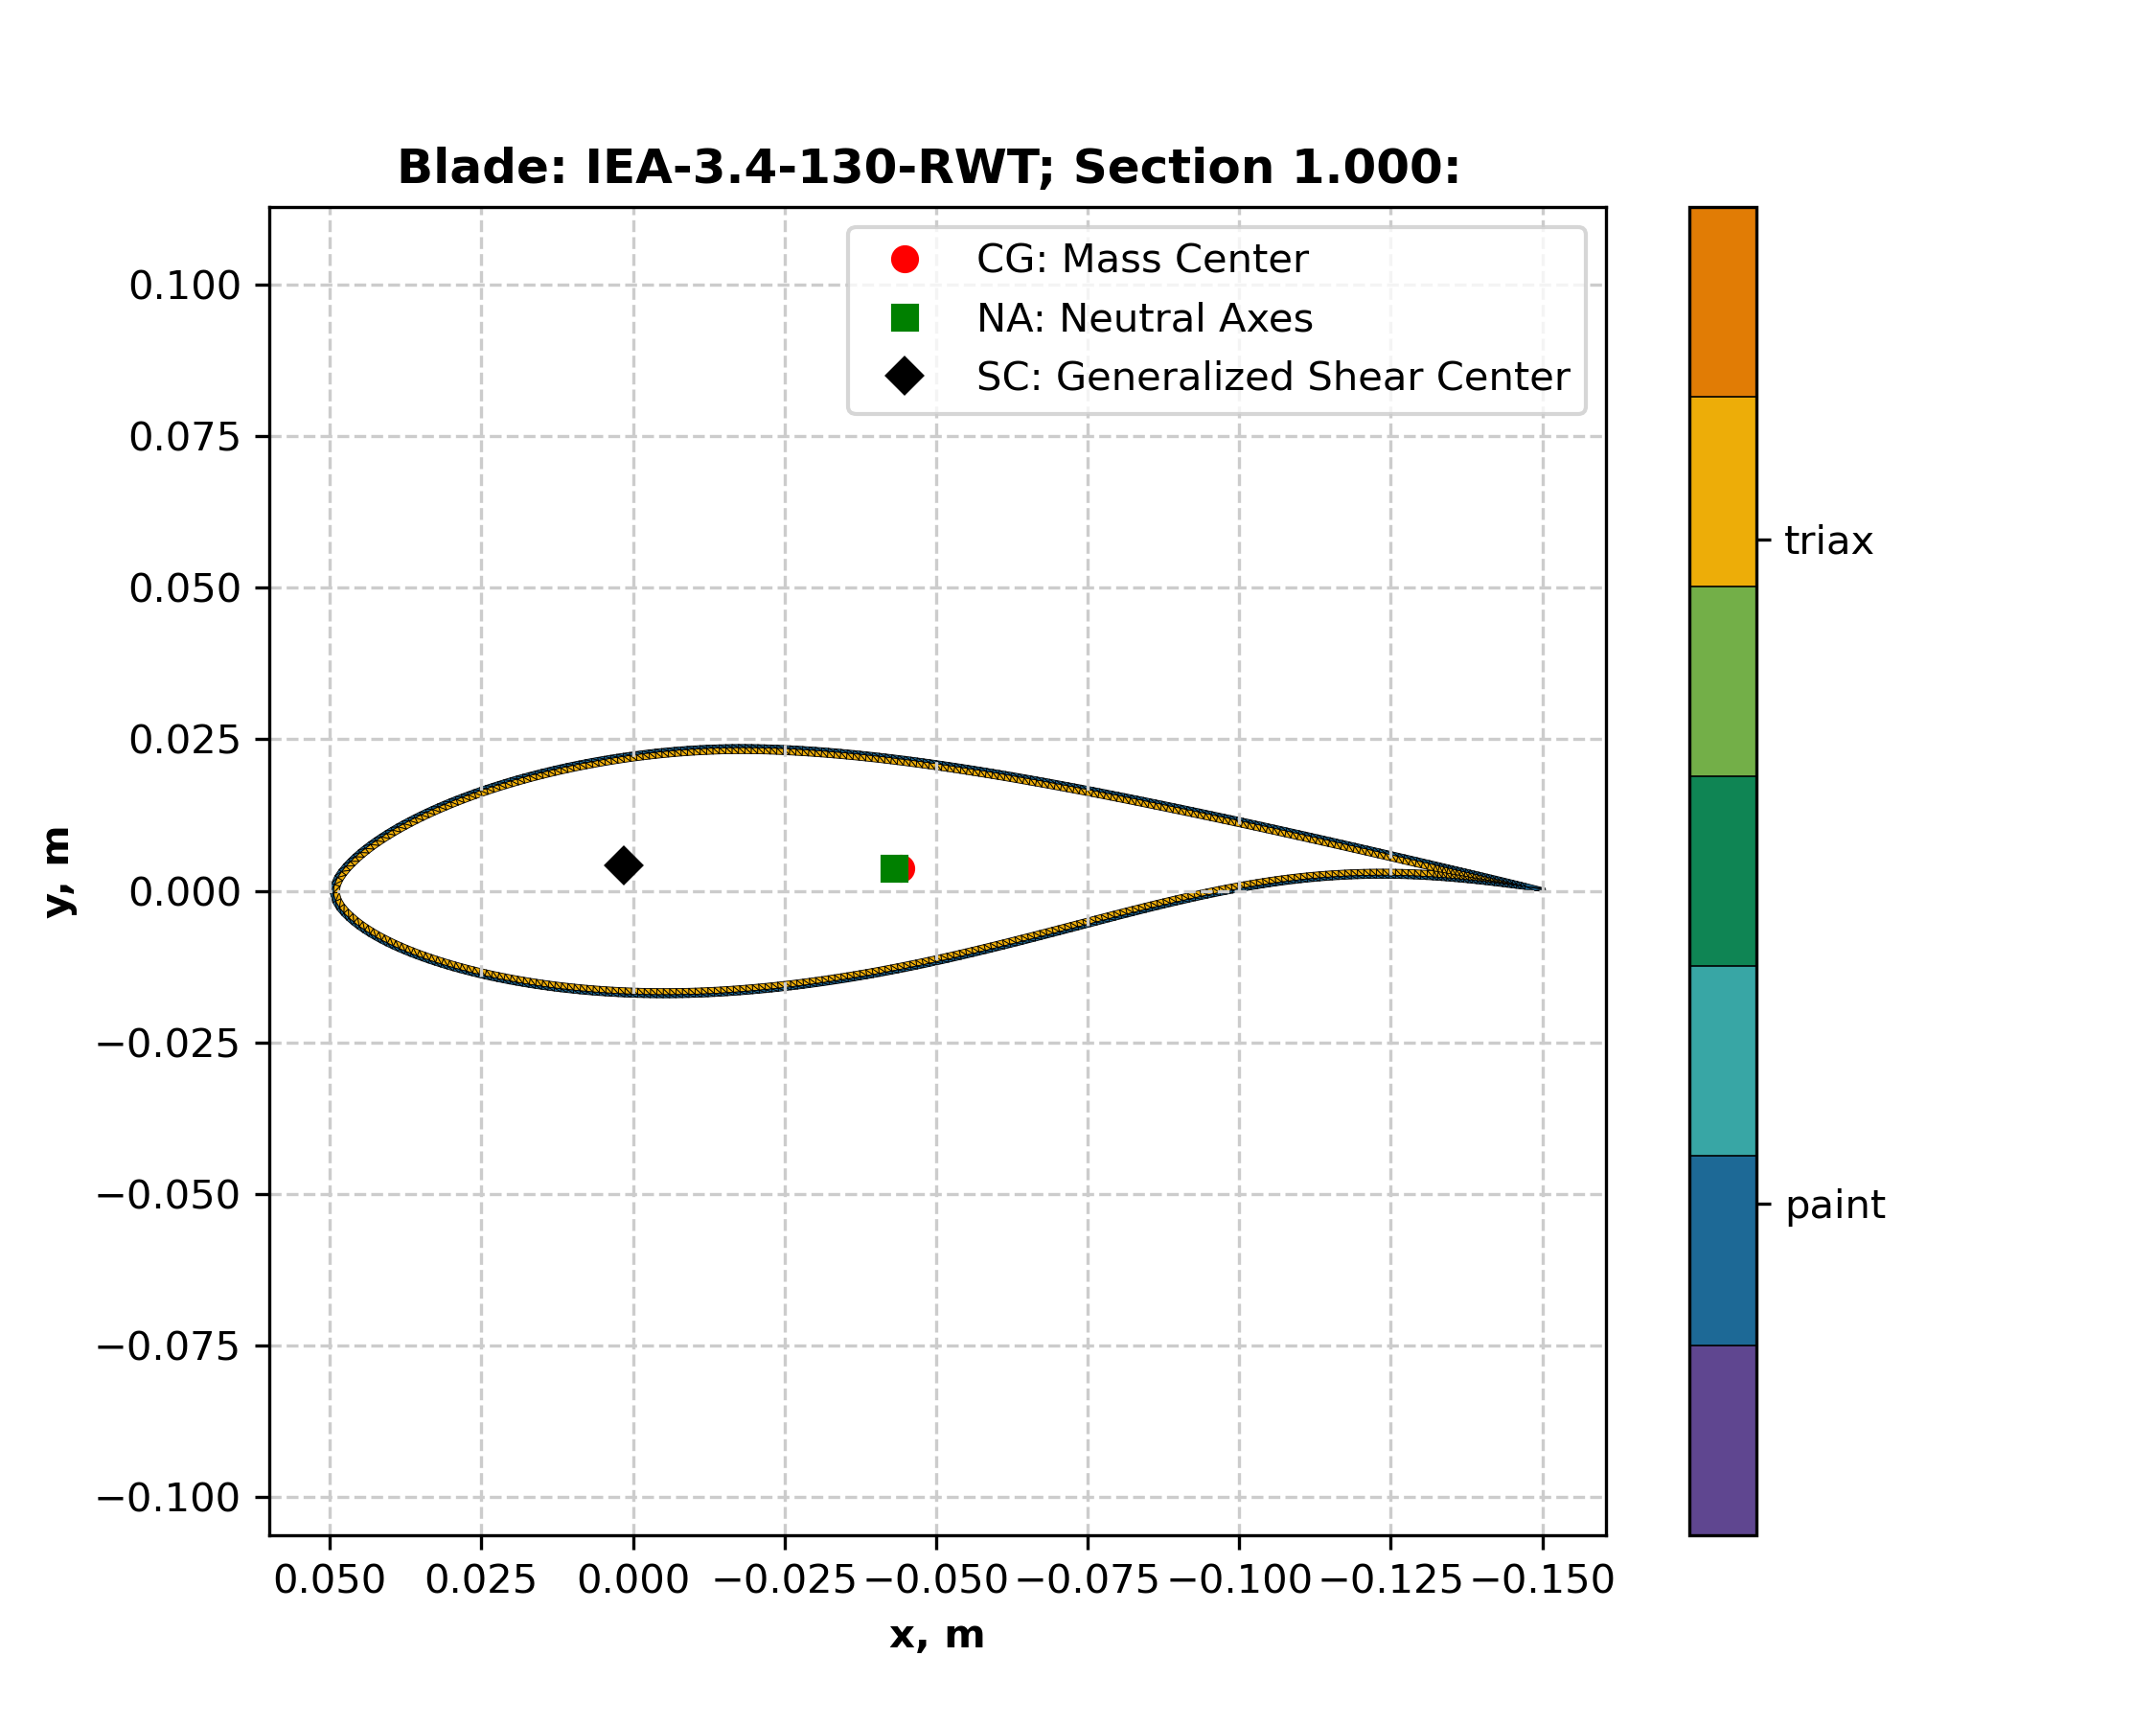 Blade: IEA-3.4-130-RWT; Section 1.000:
CG: Mass Center
NA: Neutral Axes
SC: Generalized Shear Center
0.100
0.075
0.050
0.025
0.000
−0.025
−0.050
−0.075
−0.100
y, m
0.050 0.025 0.000 −0.025 −0.050 −0.075 −0.100 −0.125 −0.150
x, m
triax
paint